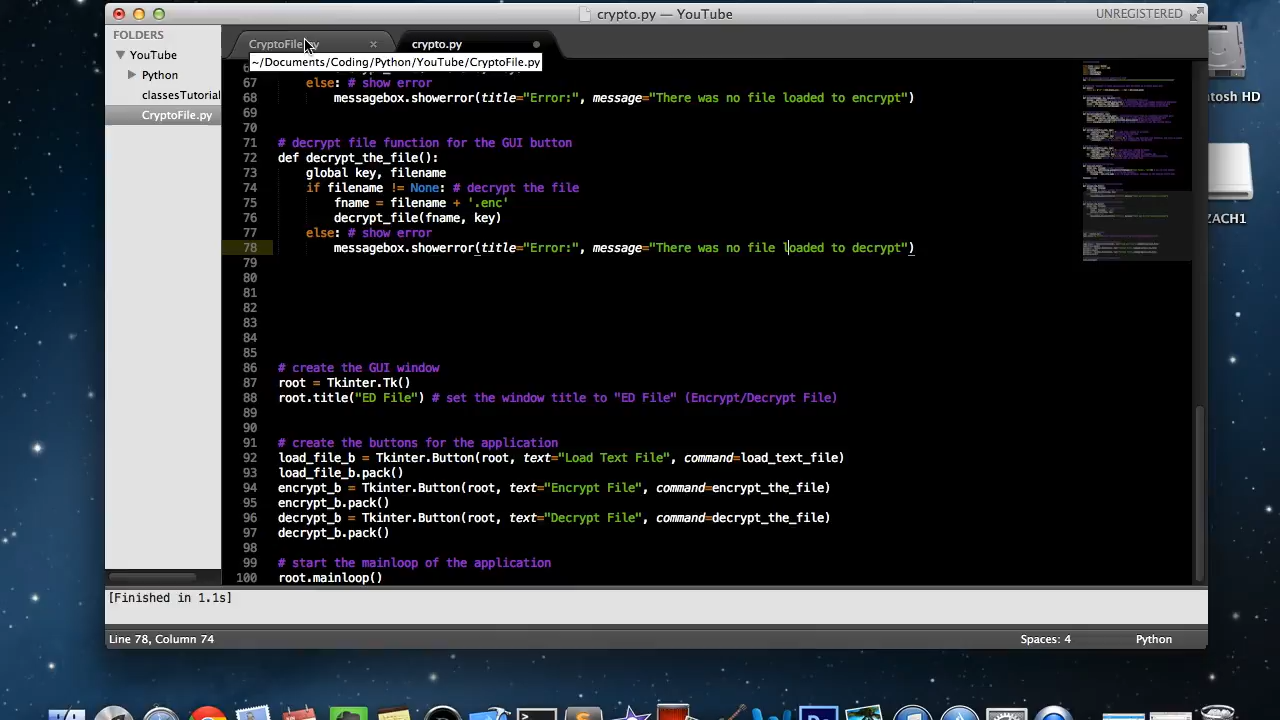 crypto.py — YouTube
UNREGISTERED
FOLDERS
YouTube
Python
classesTutorial
CryptoFile.py
CryptoFile.py
crypto.py
~/Documents/Coding/Python/YouTube/CryptoFile.py
67 else: # show error
68 messagebox.showerror(title="Error:", message="There was no file loaded to encrypt")
69
70
71 # decrypt file function for the GUI button
72 def decrypt_the_file():
73 global key, filename
74 if filename != None: # decrypt the file
75 fname = filename + '.enc'
76 decrypt_file(fname, key)
77 else: # show error
78 messagebox.showerror(title="Error:", message="There was no file loaded to decrypt")
79
80
81
82
83
84
85
86 # create the GUI window
87 root = Tkinter.Tk()
88 root.title("ED File") # set the window title to "ED File" (Encrypt/Decrypt File)
89
90
91 # create the buttons for the application
92 load_file_b = Tkinter.Button(root, text="Load Text File", command=load_text_file)
93 load_file_b.pack()
94 encrypt_b = Tkinter.Button(root, text="Encrypt File", command=encrypt_the_file)
95 encrypt_b.pack()
96 decrypt_b = Tkinter.Button(root, text="Decrypt File", command=decrypt_the_file)
97 decrypt_b.pack()
98
99 # start the mainloop of the application
100 root.mainloop()
[Finished in 1.1s]
Line 78, Column 74
Spaces: 4
Python
HD
ZACH1